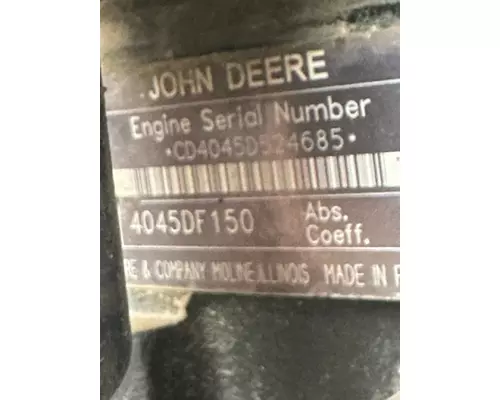 JOHN DEERE
Engine Serial Number
•CD4045D524685•
4045DF150 Abs.
Coeff.
RE & COMPANY MOLINE,ILLINOIS MADE IN F